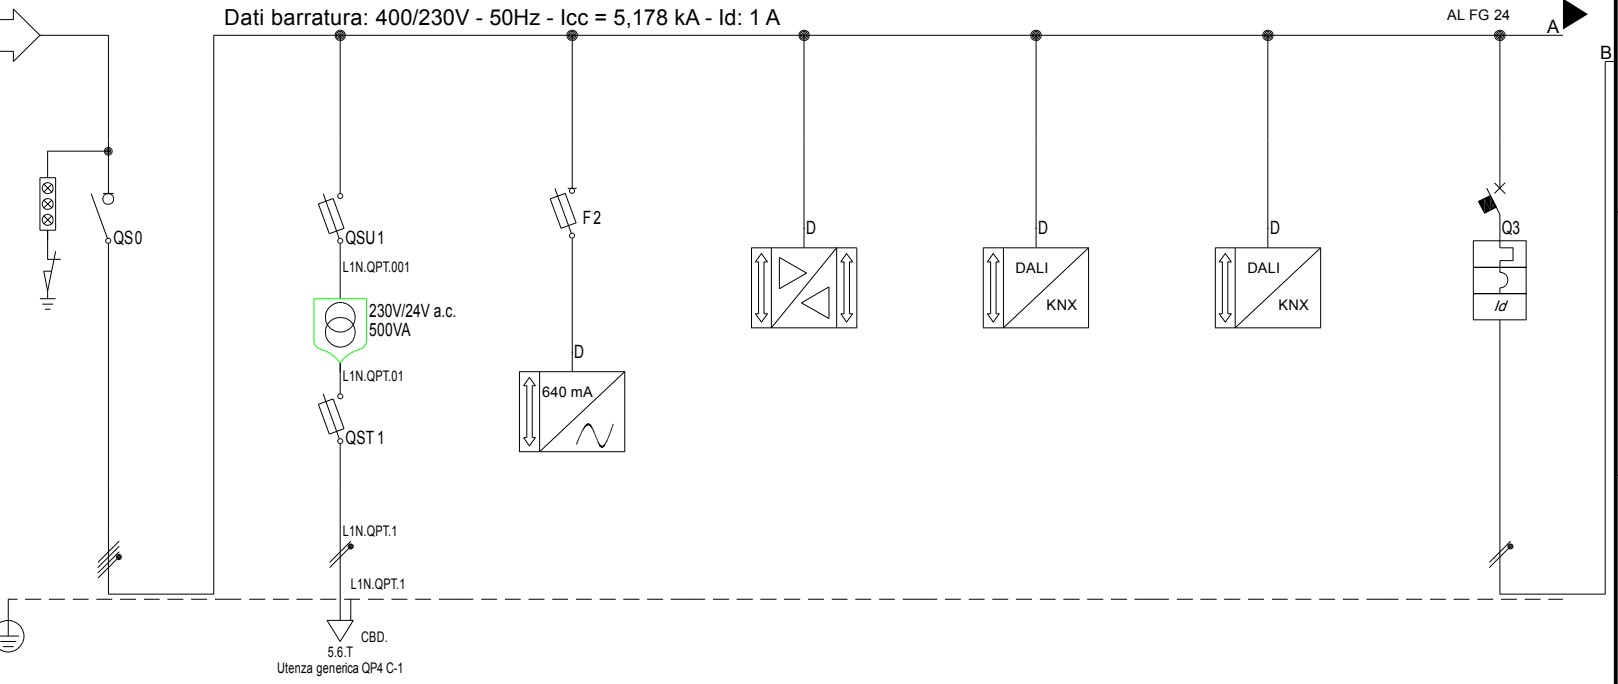 Dati barratura: 400/230V - 50Hz - Icc = 5,178 kA - Id: 1 A
AL FG 24
A
B
QS0
QSU1
L1N.QPT.001
230V/24V a.c.
500VA
L1N.QPT.01
QST1
L1N.QPT.1
L1N.QPT.1
CBD.
5.6.T
Utenza generica QP4 C-1
F2
D
640 mA
D
D
DALI
KNX
D
DALI
KNX
Q3
Id